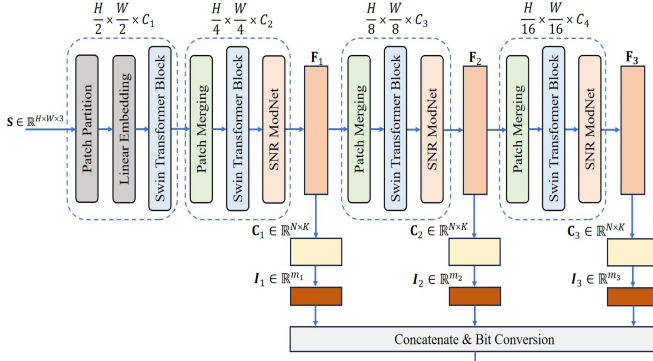 H/2 × W/2 × C₁
H/4 × W/4 × C₂
H/8 × W/8 × C₃
H/16 × W/16 × C₄
S ∈ ℝ^{H×W×3}
Patch Partition
Linear Embedding
Swin Transformer Block
Patch Merging
Swin Transformer Block
SNR ModNet
F₁
Patch Merging
Swin Transformer Block
SNR ModNet
F₂
Patch Merging
Swin Transformer Block
SNR ModNet
F₃
C₁ ∈ ℝ^{N×K}
C₂ ∈ ℝ^{N×K}
C₃ ∈ ℝ^{N×K}
I₁ ∈ ℝ^{m₁}
I₂ ∈ ℝ^{m₂}
I₃ ∈ ℝ^{m₃}
Concatenate & Bit Conversion